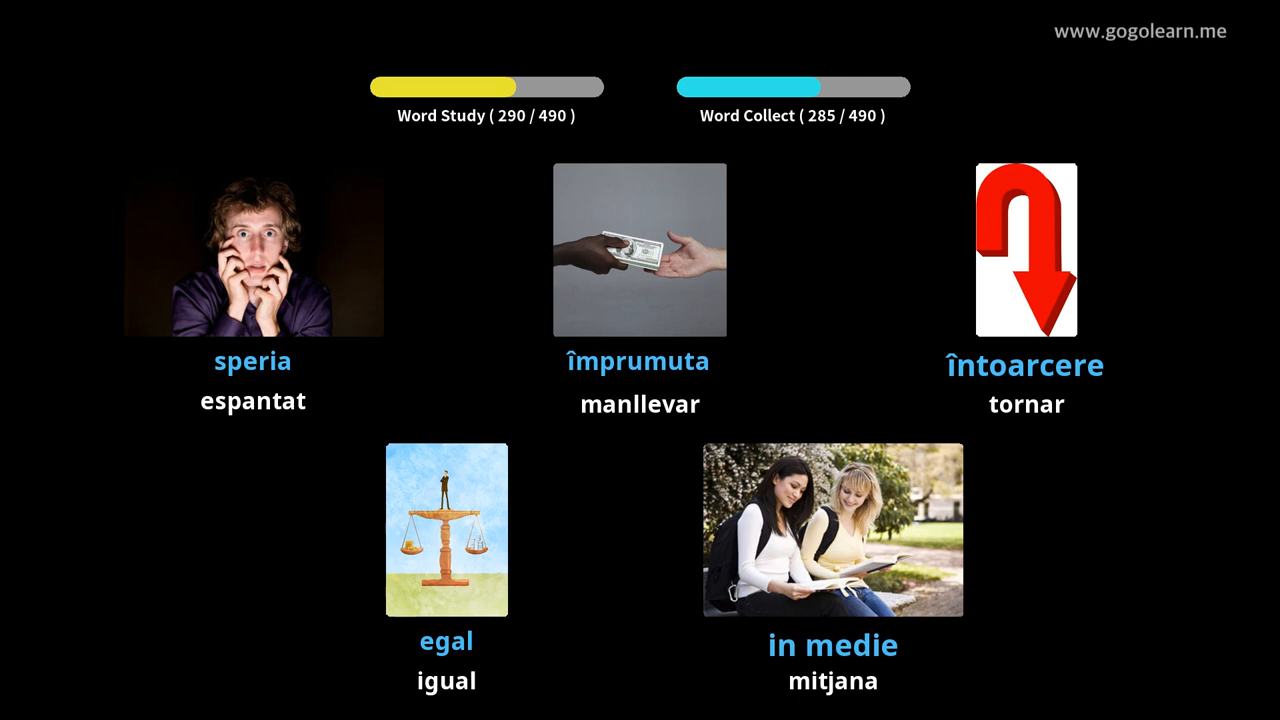 www.gogolearn.me
Word Study ( 290 / 490 )
Word Collect ( 285 / 490 )
speria
espantat
împrumuta
manllevar
întoarcere
tornar
egal
igual
in medie
mitjana